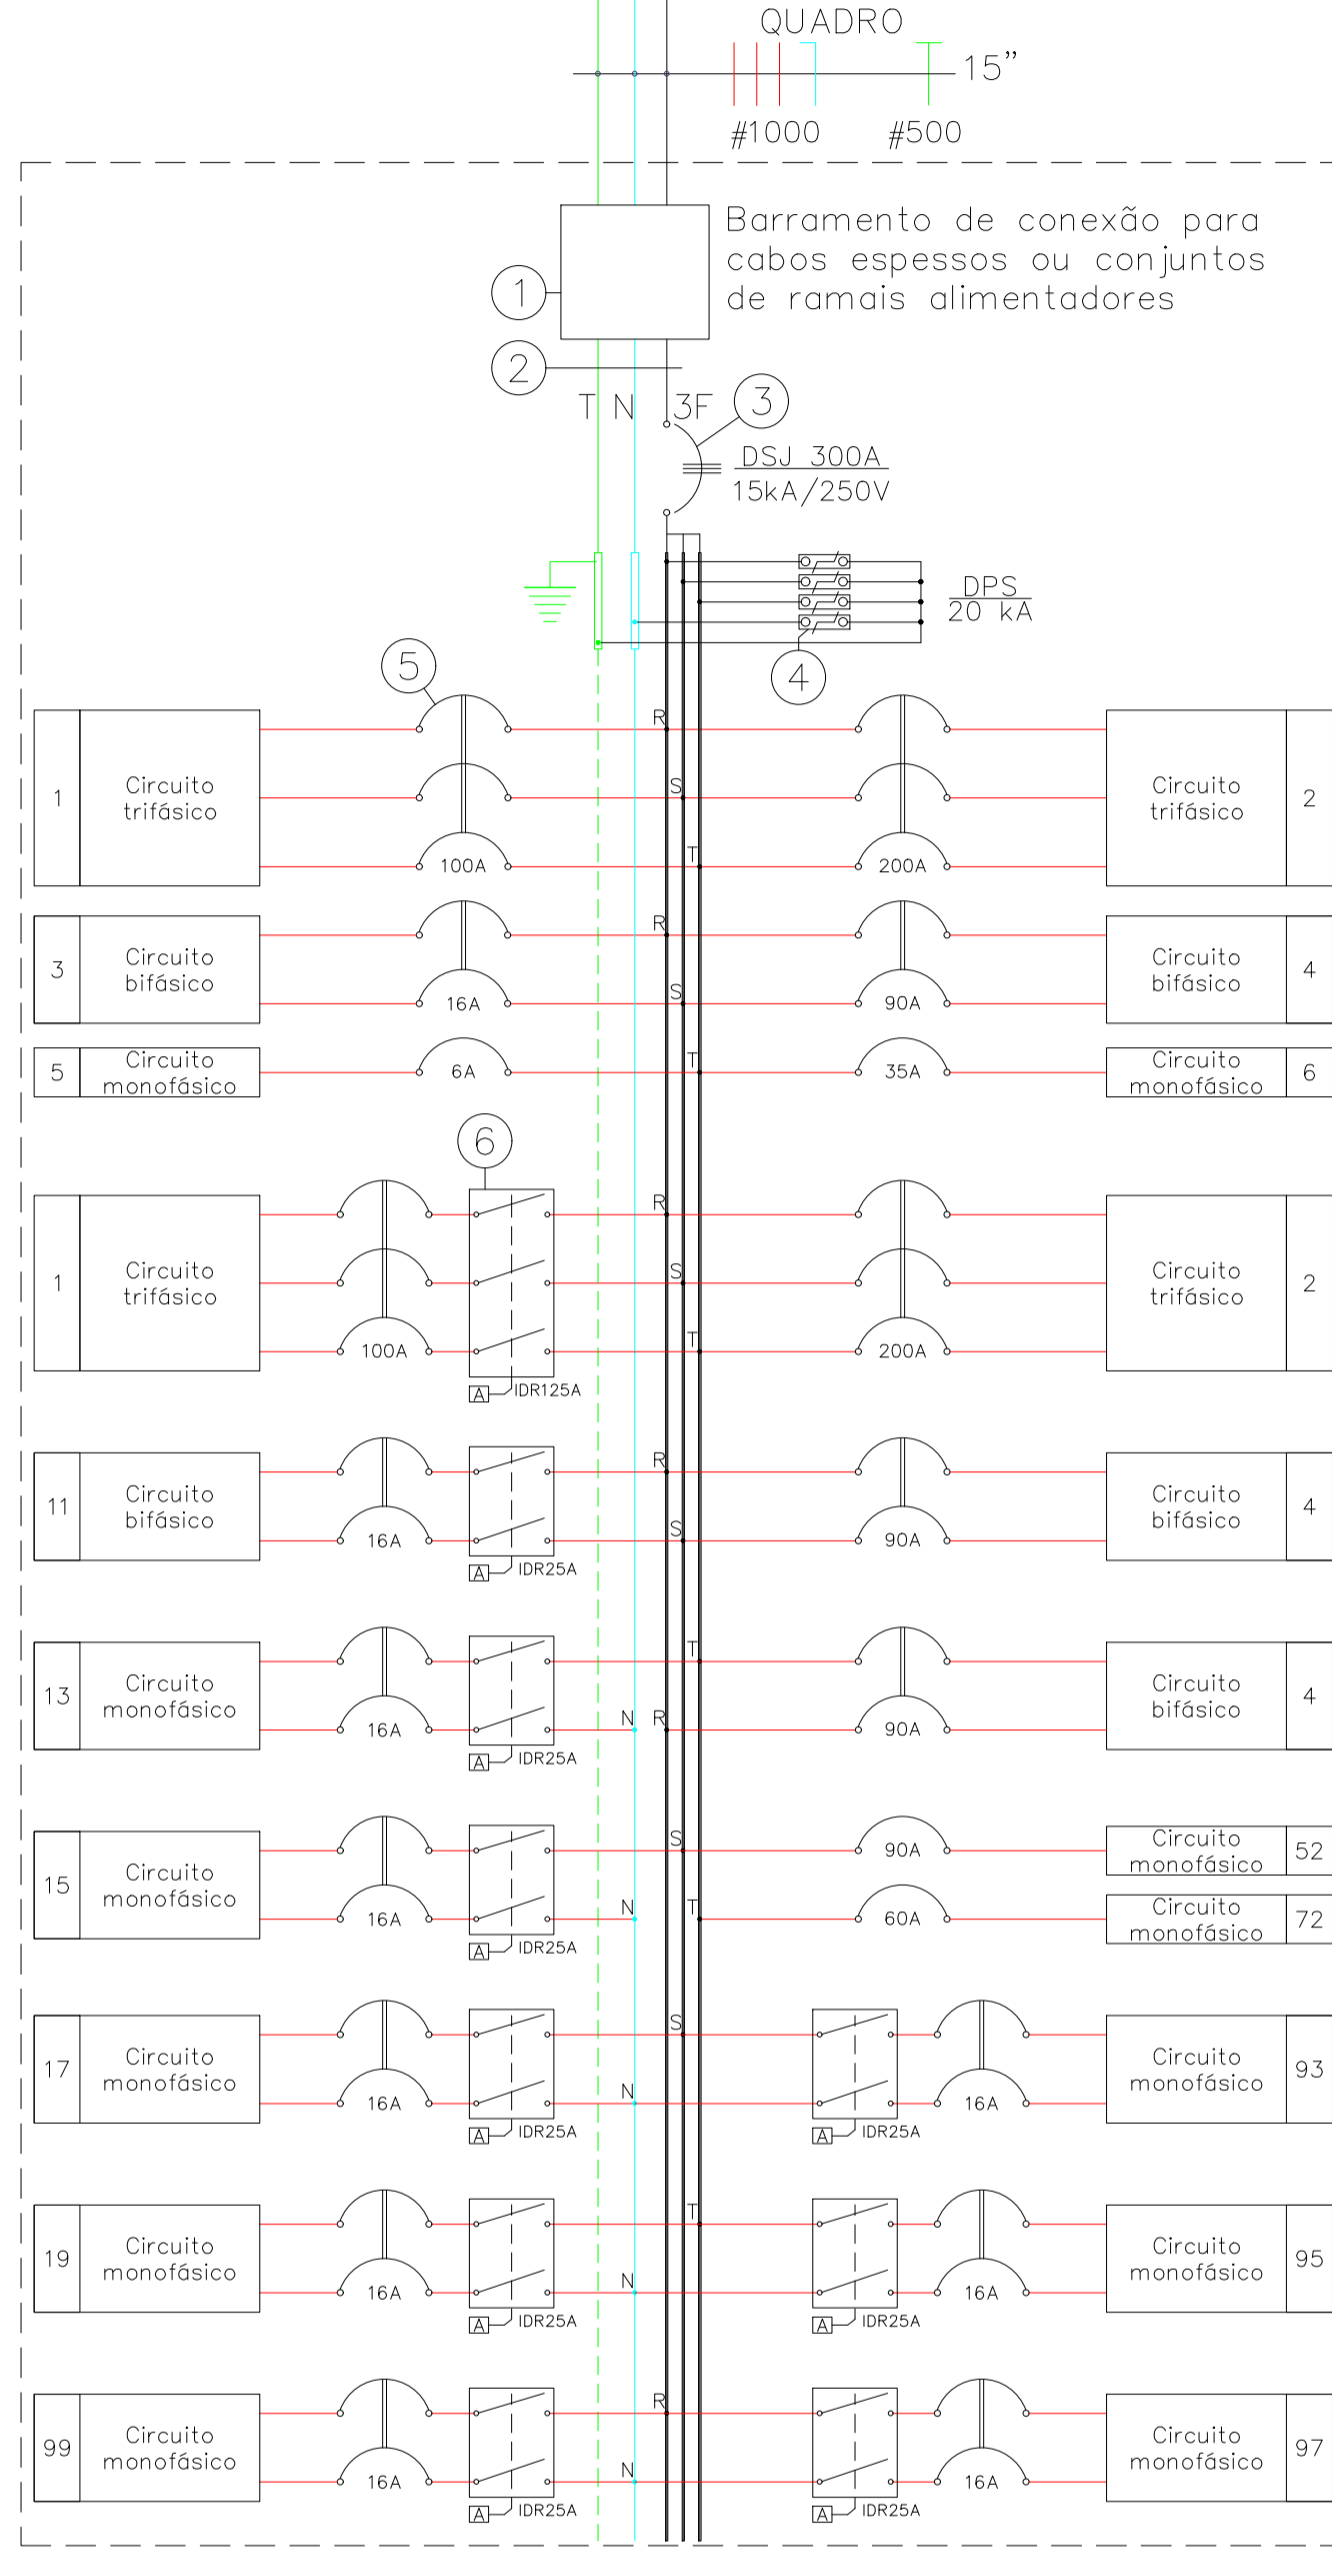 QUADRO
15"
#1000 #500
Barramento de conexão para
cabos espessos ou conjuntos
de ramais alimentadores
1
2
T N 3F
3
DSJ 300A
15kA/250V
DPS
20 kA
4
5
R
S
T
1
Circuito
trifásico
100A
200A
Circuito
trifásico
2
R
S
3
Circuito
bifásico
16A
90A
Circuito
bifásico
4
5
Circuito
monofásico
6A
T
35A
Circuito
monofásico
6
6
R
S
T
1
Circuito
trifásico
100A
A IDR125A
200A
Circuito
trifásico
2
R
S
11
Circuito
bifásico
16A
A IDR25A
90A
Circuito
bifásico
4
T
N R
13
Circuito
monofásico
16A
A IDR25A
90A
Circuito
bifásico
4
S
N T
15
Circuito
monofásico
16A
A IDR25A
90A
Circuito
monofásico
52
60A
Circuito
monofásico
72
S
N
17
Circuito
monofásico
16A
A IDR25A
A IDR25A
16A
Circuito
monofásico
93
T
N
19
Circuito
monofásico
16A
A IDR25A
A IDR25A
16A
Circuito
monofásico
95
R
N
99
Circuito
monofásico
16A
A IDR25A
A IDR25A
16A
Circuito
monofásico
97